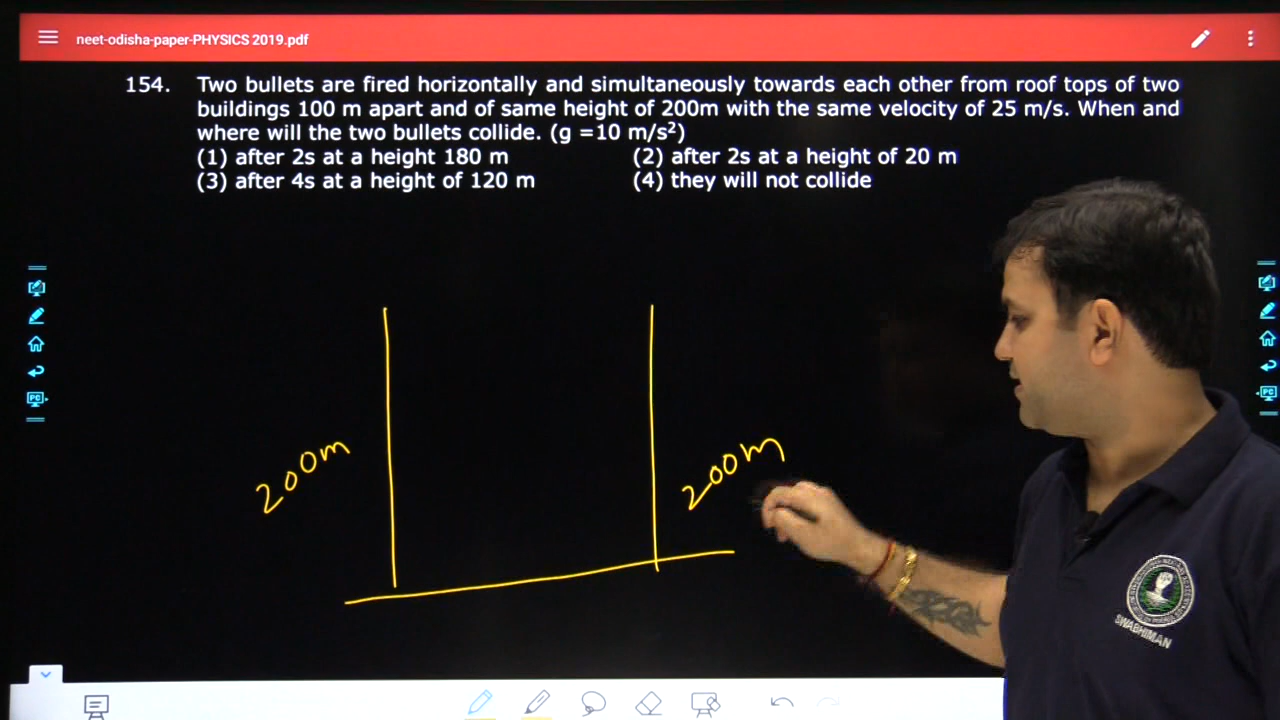 neet-odisha-paper-PHYSICS 2019.pdf
154. Two bullets are fired horizontally and simultaneously towards each other from roof tops of two
buildings 100 m apart and of same height of 200m with the same velocity of 25 m/s. When and
where will the two bullets collide. (g =10 m/s²)
(1) after 2s at a height 180 m (2) after 2s at a height of 20 m
(3) after 4s at a height of 120 m (4) they will not collide
200m 200m
PC PC
SWABHIMAN